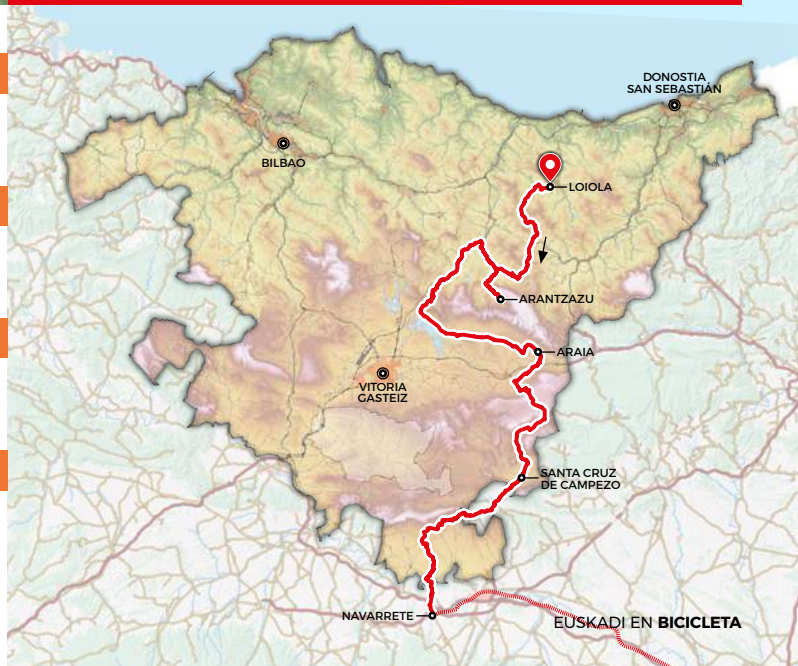 DONOSTIA
SAN SEBASTIÁN
BILBAO
LOIOLA
ARANTZAZU
ARAIA
VITORIA
GASTEIZ
SANTA CRUZ
DE CAMPEZO
NAVARRETE
EUSKADI EN BICICLETA